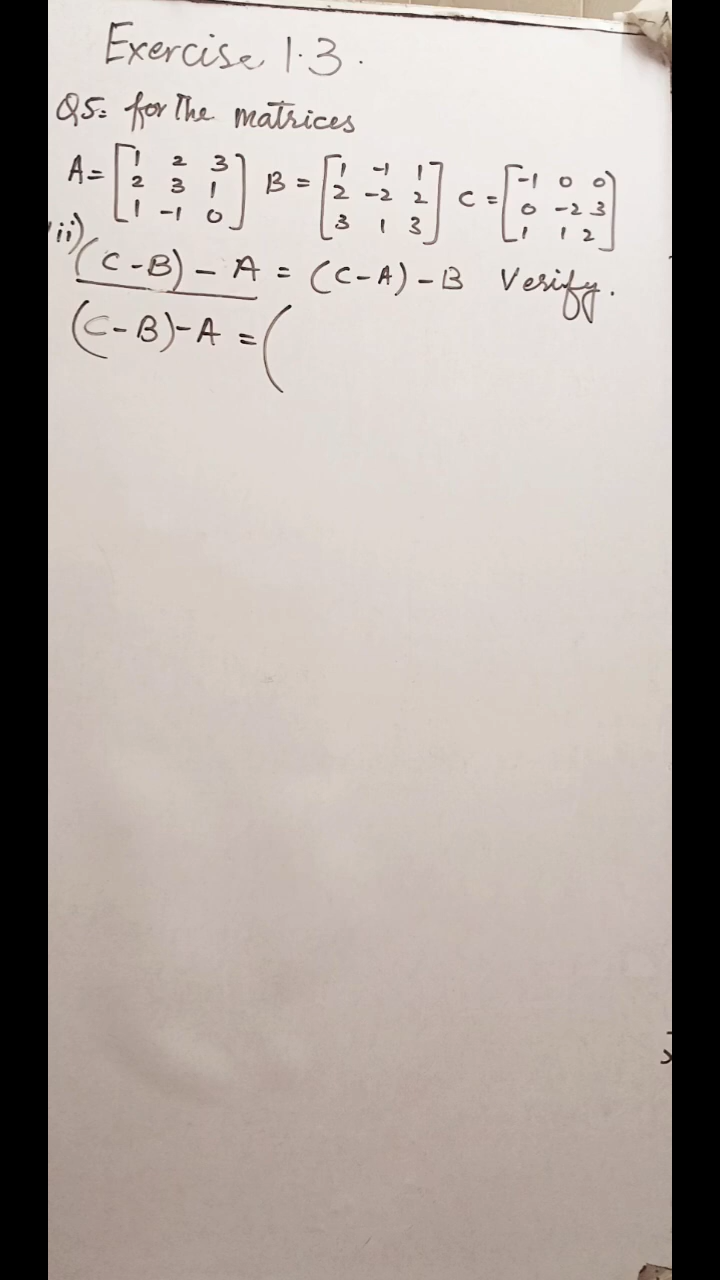 Exercise 1.3.
Q5: for The matrices
A = [1 2 3 B = [1 -1 1 C = [-1 0 0
2 3 1] 2 -2 2] 0 -2 3]
1 -1 0 3 1 3 1 1 2
ii) (C-B) - A = (C-A) - B Verify.
(C-B)-A = (